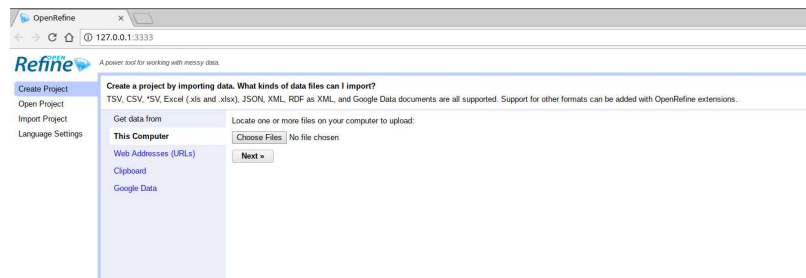 OpenRefine
127.0.0.1:3333
OPEN
Refine
A power tool for working with messy data.
Create Project
Open Project
Import Project
Language Settings
Create a project by importing data. What kinds of data files can I import?
TSV, CSV, *SV, Excel (.xls and .xlsx), JSON, XML, RDF as XML, and Google Data documents are all supported. Support for other formats can be added with OpenRefine extensions.
Get data from
This Computer
Web Addresses (URLs)
Clipboard
Google Data
Locate one or more files on your computer to upload:
Choose Files No file chosen
Next »